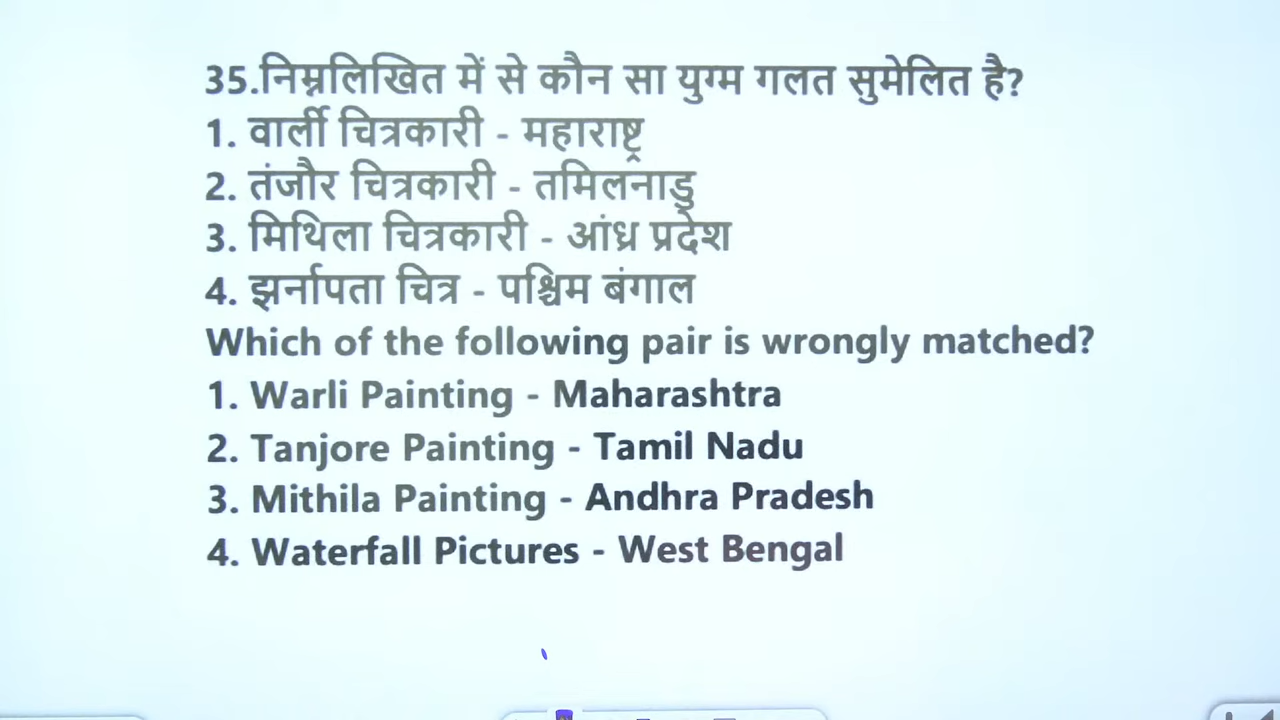 35.निम्नलिखित में से कौन सा युग्म गलत सुमेलित है?
1. वार्ली चित्रकारी - महाराष्ट्र
2. तंजौर चित्रकारी - तमिलनाडु
3. मिथिला चित्रकारी - आंध्र प्रदेश
4. झर्नापता चित्र - पश्चिम बंगाल
Which of the following pair is wrongly matched?
1. Warli Painting - Maharashtra
2. Tanjore Painting - Tamil Nadu
3. Mithila Painting - Andhra Pradesh
4. Waterfall Pictures - West Bengal